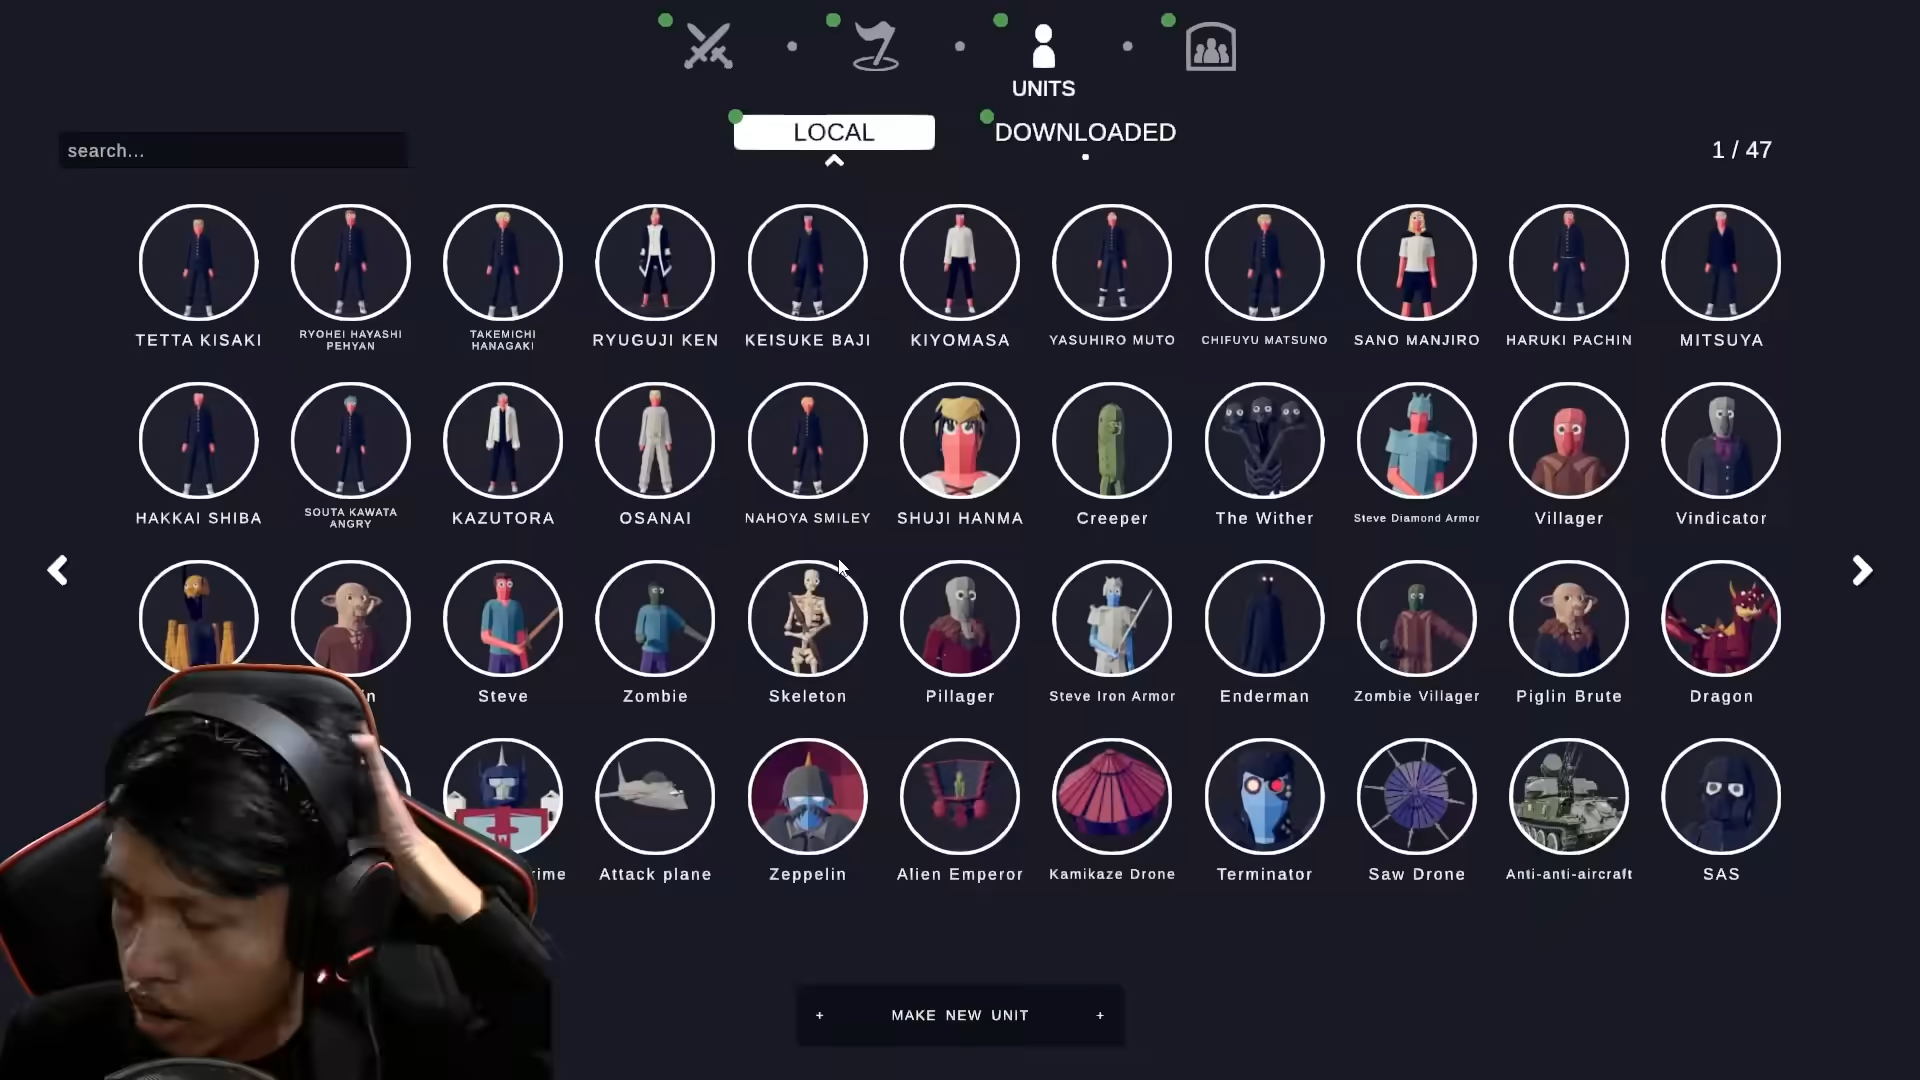 UNITS
LOCAL
DOWNLOADED
search...
1 / 47
TETTA KISAKI
RYOHEI HAYASHI
PEHYAN
TAKEMICHI
HANAGAKI
RYUGUJI KEN
KEISUKE BAJI
KIYOMASA
YASUHIRO MUTO
CHIFUYU MATSUNO
SANO MANJIRO
HARUKI PACHIN
MITSUYA
HAKKAI SHIBA
SOUTA KAWATA
ANGRY
KAZUTORA
OSANAI
NAHOYA SMILEY
SHUJI HANMA
Creeper
The Wither
Steve Diamond Armor
Villager
Vindicator
Steve
Zombie
Skeleton
Pillager
Steve Iron Armor
Enderman
Zombie Villager
Piglin Brute
Dragon
Attack plane
Zeppelin
Alien Emperor
Kamikaze Drone
Terminator
Saw Drone
Anti-anti-aircraft
SAS
+ MAKE NEW UNIT +